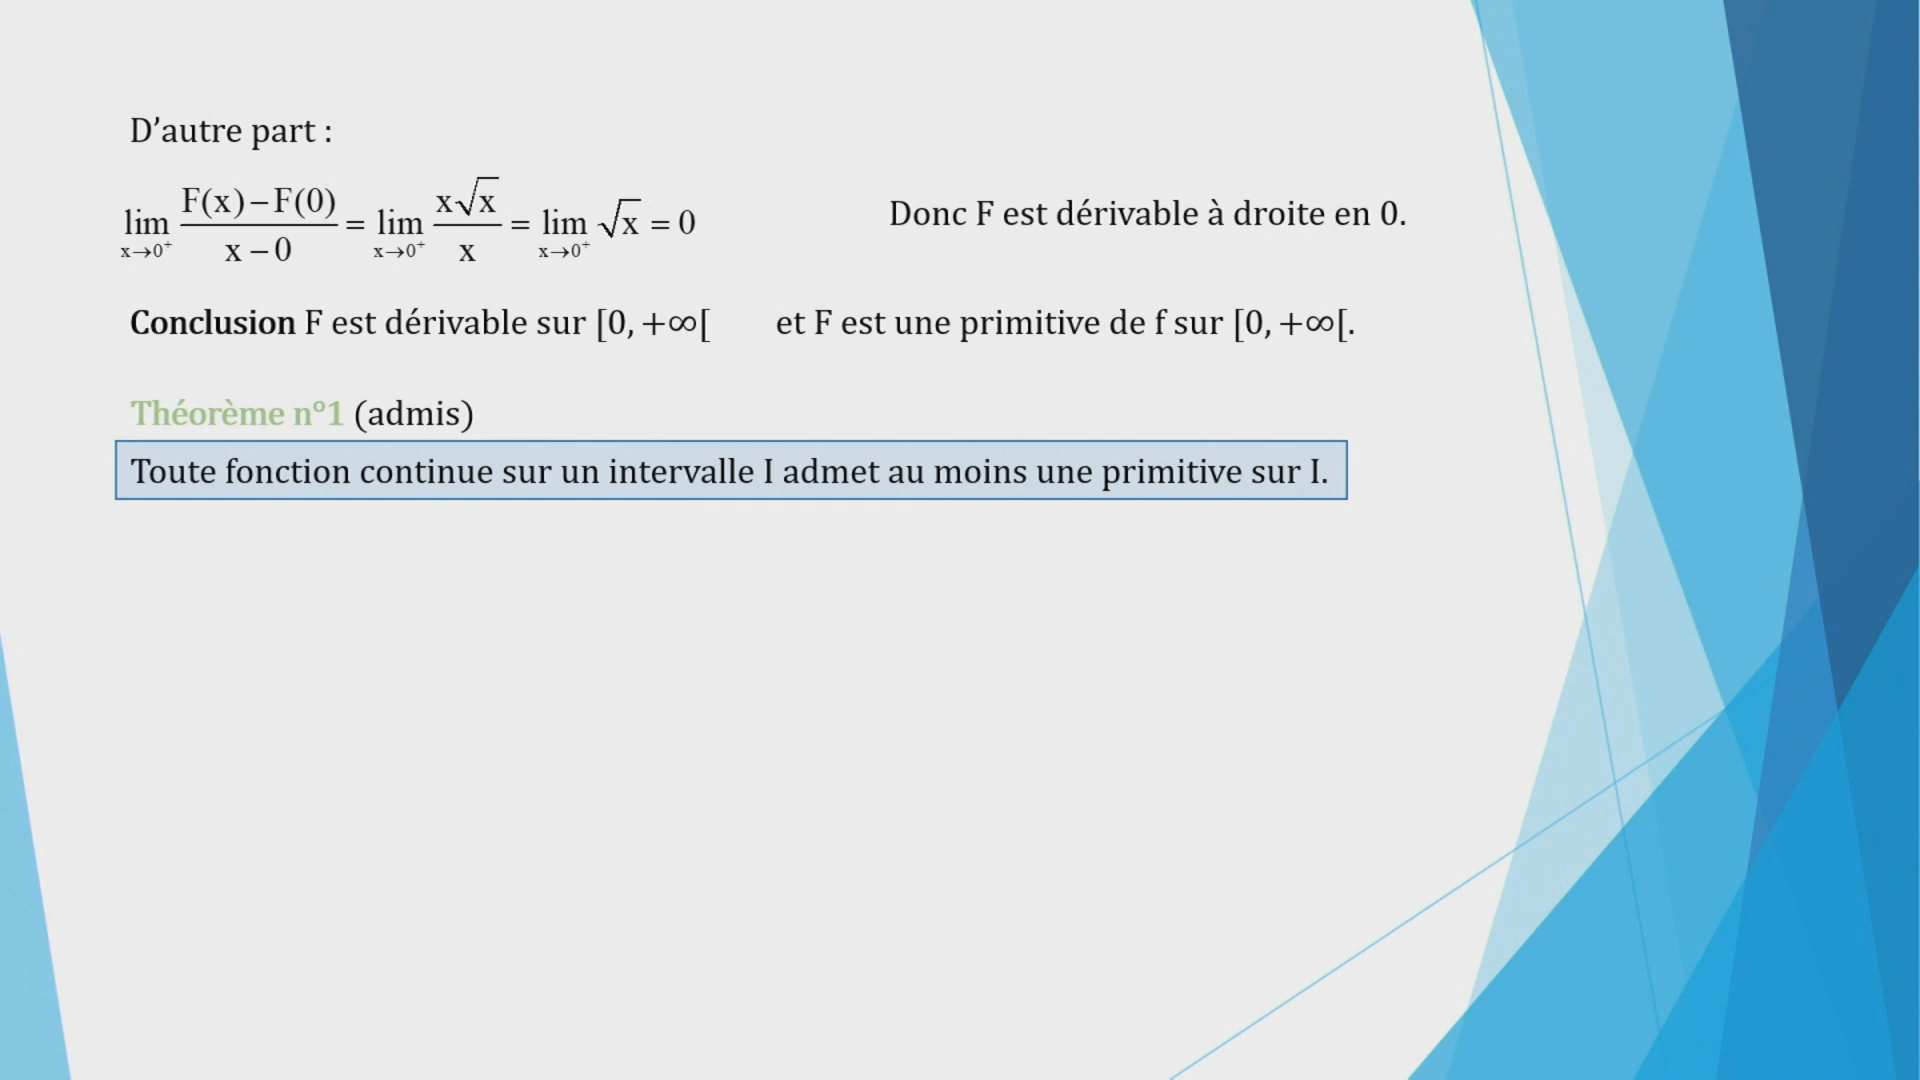 D’autre part :
lim x→0⁺ (F(x) – F(0))/(x – 0) = lim x→0⁺ (x√x)/x = lim x→0⁺ √x = 0 Donc F est dérivable à droite en 0.
Conclusion F est dérivable sur [0, +∞[ et F est une primitive de f sur [0, +∞[.
Théorème n°1 (admis)
Toute fonction continue sur un intervalle I admet au moins une primitive sur I.